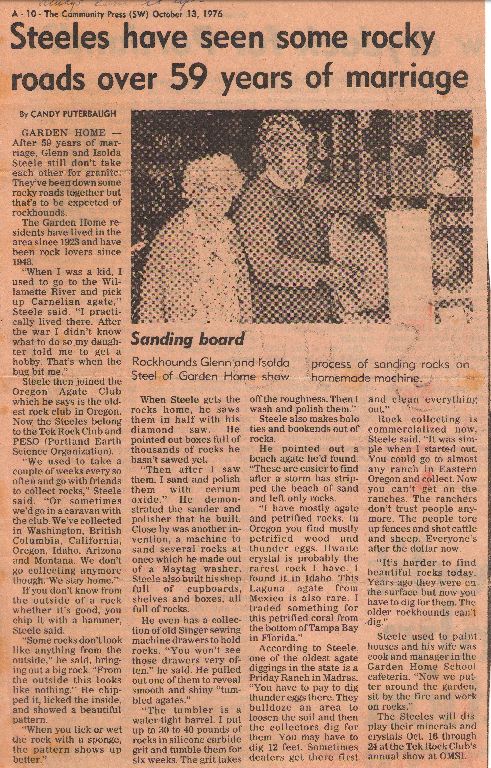 A - 10 - The Community Press (SW) October 13, 1976
Steeles have seen some rocky
roads over 59 years of marriage
By CANDY PUTERBAUGH
GARDEN HOME —
After 59 years of mar-
riage, Glenn and Isolda
Steele still don't take
each other for granite.
They've been down some
rocky roads together but
that's to be expected of
rockhounds.
The Garden Home re-
sidents have lived in the
area since 1923 and have
been rock lovers since
1943.
"When I was a kid, I
used to go to the Wil-
lamette River and pick
up Carnelian agate,"
Steele said. "I practi-
cally lived there. After
the war I didn't know
what to do so my daugh-
ter told me to get a
hobby. That's when the
bug bit me."
Steele then joined the
Oregon Agate Club
which he says is the old-
est rock club in Oregon.
Now the Steeles belong
to the Tek Rock Club and
PESO (Portland Earth
Science Organization).
"We used to take a
couple of weeks every so
often and go with friends
to collect rocks," Steele
said. "Or sometimes
we'd go in a caravan with
the club. We've collected
in Washington, British
Columbia, California,
Oregon, Idaho, Arizona
and Montana. We don't
go collecting anymore
though. We stay home."
If you don't know from
the outside of a rock
whether it's good, you
chip it with a hammer,
Steele said.
"Some rocks don't look
like anything from the
outside," he said, bring-
ing out a big rock. "From
the outside this looks
like nothing." He chip-
ped it, licked the inside,
and showed a beautiful
pattern.
"When you lick or wet
the rock with a sponge,
the pattern shows up
better."
Sanding board
Rockhounds Glenn and Isolda
Steel of Garden Home show
process of sanding rocks on
homemade machine.
When Steele gets the
rocks home, he saws
them in half with his
diamond saw. He
pointed out boxes full of
thousands of rocks he
hasn't sawed yet.
"Then after I saw
them, I sand and polish
them with cerium
oxide." He demon-
strated the sander and
polisher that he built.
Close by was another in-
vention, a machine to
sand several rocks at
once which he made out
of a Maytag washer.
Steele also built his shop
full of cupboards,
shelves and boxes, all
full of rocks.
He even has a collec-
tion of old Singer sewing
machine drawers to hold
rocks. "You won't see
those drawers very of-
ten," he said. He pulled
out one of them to reveal
smooth and shiny "tum-
bled agates."
"The tumbler is a
water-tight barrel. I put
up to 30 to 40 pounds of
rocks in silicone carbide
grit and tumble them for
six weeks. The grit takes
off the roughness. Then I
wash and polish them."
Steele also makes bolo
ties and bookends out of
rocks.
He pointed out a
beach agate he'd found.
"These are easier to find
after a storm has strip-
ped the beach of sand
and left only rocks.
"I have mostly agate
and petrified rocks. In
Oregon you find mostly
petrified wood and
thunder eggs.
crystal is probably the
rarest rock I have. I
found it in Idaho. This
Laguna agate from
Mexico is also rare. I
traded something for
this petrified coral from
the bottom of Tampa Bay
in Florida."
According to Steele,
one of the oldest agate
diggings in the state is a
Priday Ranch in Madras.
"You have to pay to dig
thunder eggs there. They
bulldoze an area to
loosen the soil and then
the collectors dig for
them. You may have to
dig 12 feet. Sometimes
dealers get there first
and clean everything
out."
Rock collecting is
commercialized now,
Steele said. "It was sim-
ple when I started out.
You could go to almost
any ranch in Eastern
Oregon and collect. Now
you can't get on the
ranches. The ranchers
don't trust people any-
more. The people tore
up fences and shot cattle
and sheep. Everyone's
after the dollar now.
"It's harder to find
beautiful rocks today.
Years ago they were on
the surface but now you
have to dig for them. The
older rockhounds can't
dig."
Steele used to paint
houses and his wife was
cook and manager in the
Garden Home School
cafeteria. "Now we put-
ter around the garden,
sit by the fire and work
on rocks."
The Steeles will dis-
play their minerals and
crystals Oct. 16 through
24 at the Tek Rock Club's
annual show at OMSI.